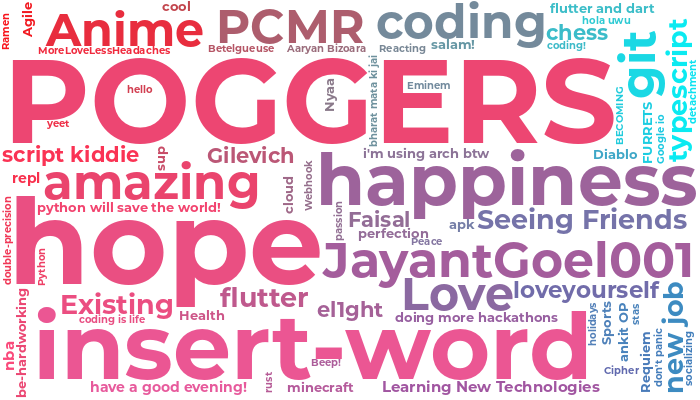 Ramen
Agile
cool
Anime
PCMR
coding
flutter and dart
hola uwu
chess
coding!
git
typescript
detachment
MoreLoveLessHeadaches
Betelgueuse
Aaryan Bizoara
Reacting
salam!
POGGERS
hello
yeet
Nyaa
bharat mata ki jai
Eminem
BECOMING
FURRETS
Google io
script kiddie
sup
Gilevich
i'm using arch btw
Diablo
repl
amazing
cloud
Webhook
happiness
python will save the world!
double-precision
hope
Python
passion
Faisal
perfection
Peace
apk
Seeing Friends
JayantGoel001
flutter
Love
loveyourself
Existing
coding is life
Health
el1ght
doing more hackathons
be-hardworking
nba
insert-word
Beep!
holidays
Sports
ankit OP
stas
Requiem
don't panic
new job
socializing
Cipher
have a good evening!
rust
minecraft
Learning New Technologies